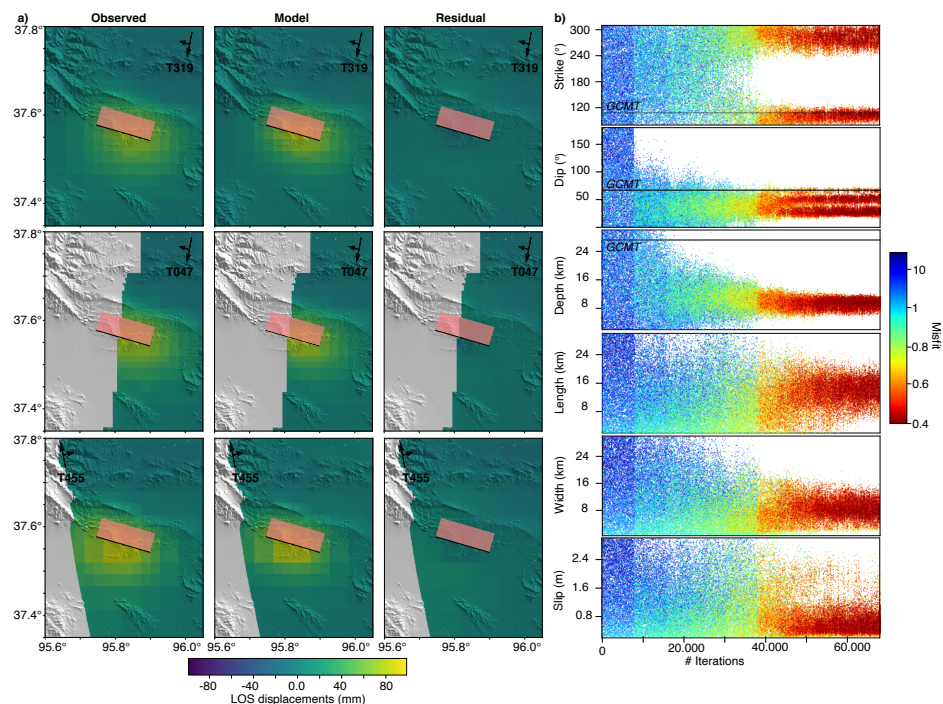 a) Observed Model Residual
37.8°
T319 T319 T319
37.6°
37.4°
37.8°
T047 T047 T047
37.6°
37.4°
37.8°
T455 T455 T455
37.6°
37.4°
95.6° 95.8° 96.0° 95.6° 95.8° 96.0° 95.6° 95.8° 96.0°
-80 -40 0.0 40 80
LOS displacements (mm)
b)
300
240
180
120
Strike (°)
GCMT
150
100
50
Dip (°)
GCMT
24
16
8
Depth (km)
GCMT
24
16
8
Length (km)
24
16
8
Width (km)
2.4
1.6
0.8
Slip (m)
0 20.000 40.000 60.000
# Iterations
10
1
0.8
0.6
0.4
Misfit